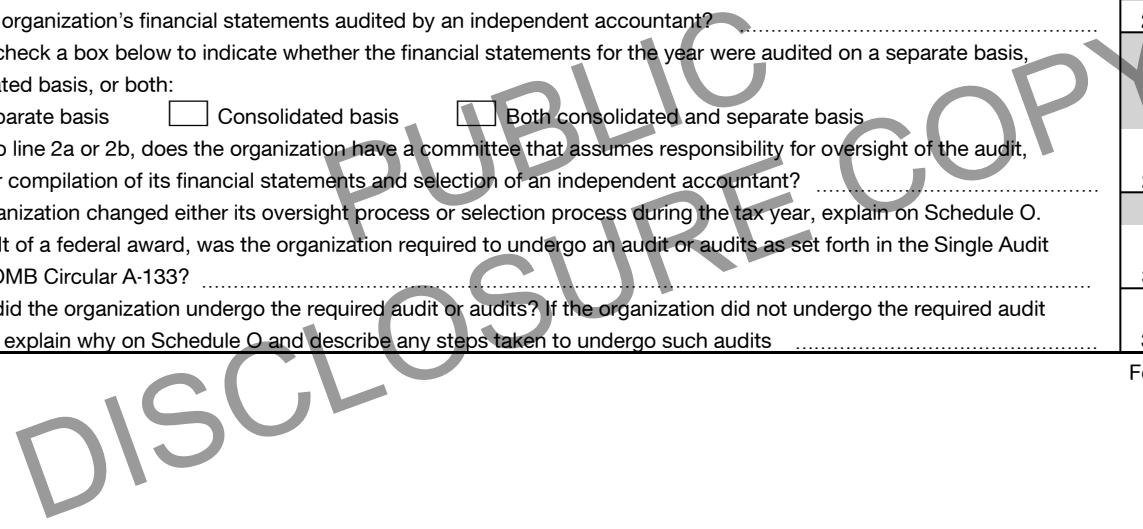 organization's financial statements audited by an independent accountant?
check a box below to indicate whether the financial statements for the year were audited on a separate basis,
ated basis, or both:
parate basis Consolidated basis Both consolidated and separate basis
o line 2a or 2b, does the organization have a committee that assumes responsibility for oversight of the audit,
r compilation of its financial statements and selection of an independent accountant?
anization changed either its oversight process or selection process during the tax year, explain on Schedule O.
lt of a federal award, was the organization required to undergo an audit or audits as set forth in the Single Audit
OMB Circular A-133?
did the organization undergo the required audit or audits? If the organization did not undergo the required audit
explain why on Schedule O and describe any steps taken to undergo such audits
PUBLIC
DISCLOSURE COPY